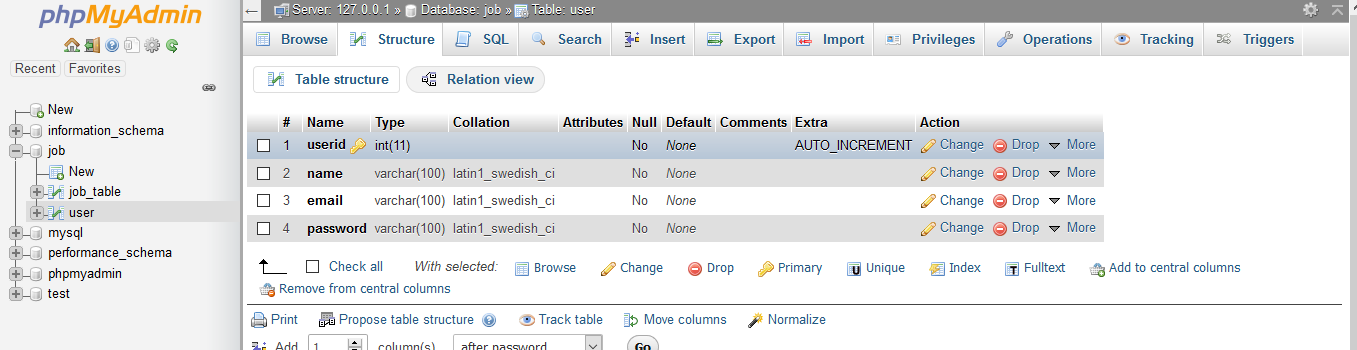 phpMyAdmin
Recent Favorites
New
information_schema
job
New
job_table
user
mysql
performance_schema
phpmyadmin
test
Server: 127.0.0.1 » Database: job » Table: user
Browse Structure SQL Search Insert Export Import Privileges Operations Tracking Triggers
Table structure Relation view
# Name Type Collation Attributes Null Default Comments Extra Action
1 userid int(11) No None AUTO_INCREMENT Change Drop More
2 name varchar(100) latin1_swedish_ci No None Change Drop More
3 email varchar(100) latin1_swedish_ci No None Change Drop More
4 password varchar(100) latin1_swedish_ci No None Change Drop More
Check all With selected: Browse Change Drop Primary Unique Index Fulltext Add to central columns
Remove from central columns
Print Propose table structure Track table Move columns Normalize
Add 1 column(s) after password Go